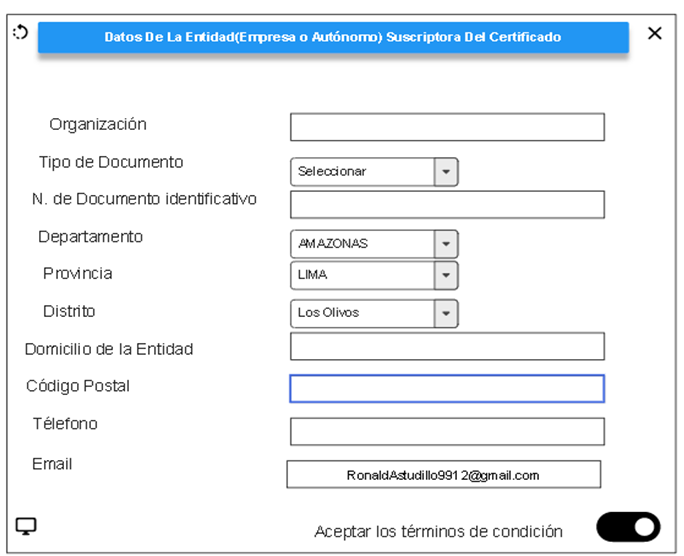 Datos De La Entidad(Empresa o Autónomo) Suscriptora Del Certificado
Organización
Tipo de Documento Seleccionar
N. de Documento identificativo
Departamento AMAZONAS
Provincia LIMA
Distrito Los Olivos
Domicilio de la Entidad
Código Postal
Télefono
Email RonaldAstudillo9912@gmail.com
Aceptar los términos de condición